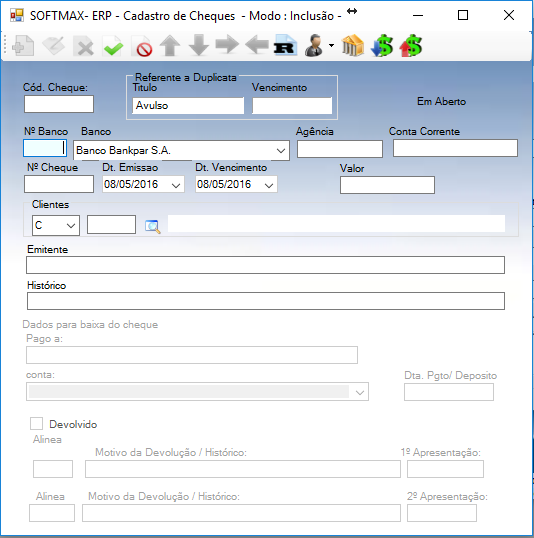 SOFTMAX- ERP - Cadastro de Cheques - Modo : Inclusão -
R
$ $
Cód. Cheque:
Referente a Duplicata
Titulo Vencimento
Avulso
Em Aberto
Nº Banco Banco Agência Conta Corrente
Banco Bankpar S.A.
Nº Cheque Dt. Emissao Dt. Vencimento Valor
08/05/2016 08/05/2016
Clientes
C
Emitente
Histórico
Dados para baixa do cheque
Pago a:
conta: Dta. Pgto/ Deposito
Devolvido
Alinea Motivo da Devolução / Histórico: 1º Apresentação:
Alinea Motivo da Devolução / Histórico: 2º Apresentação: